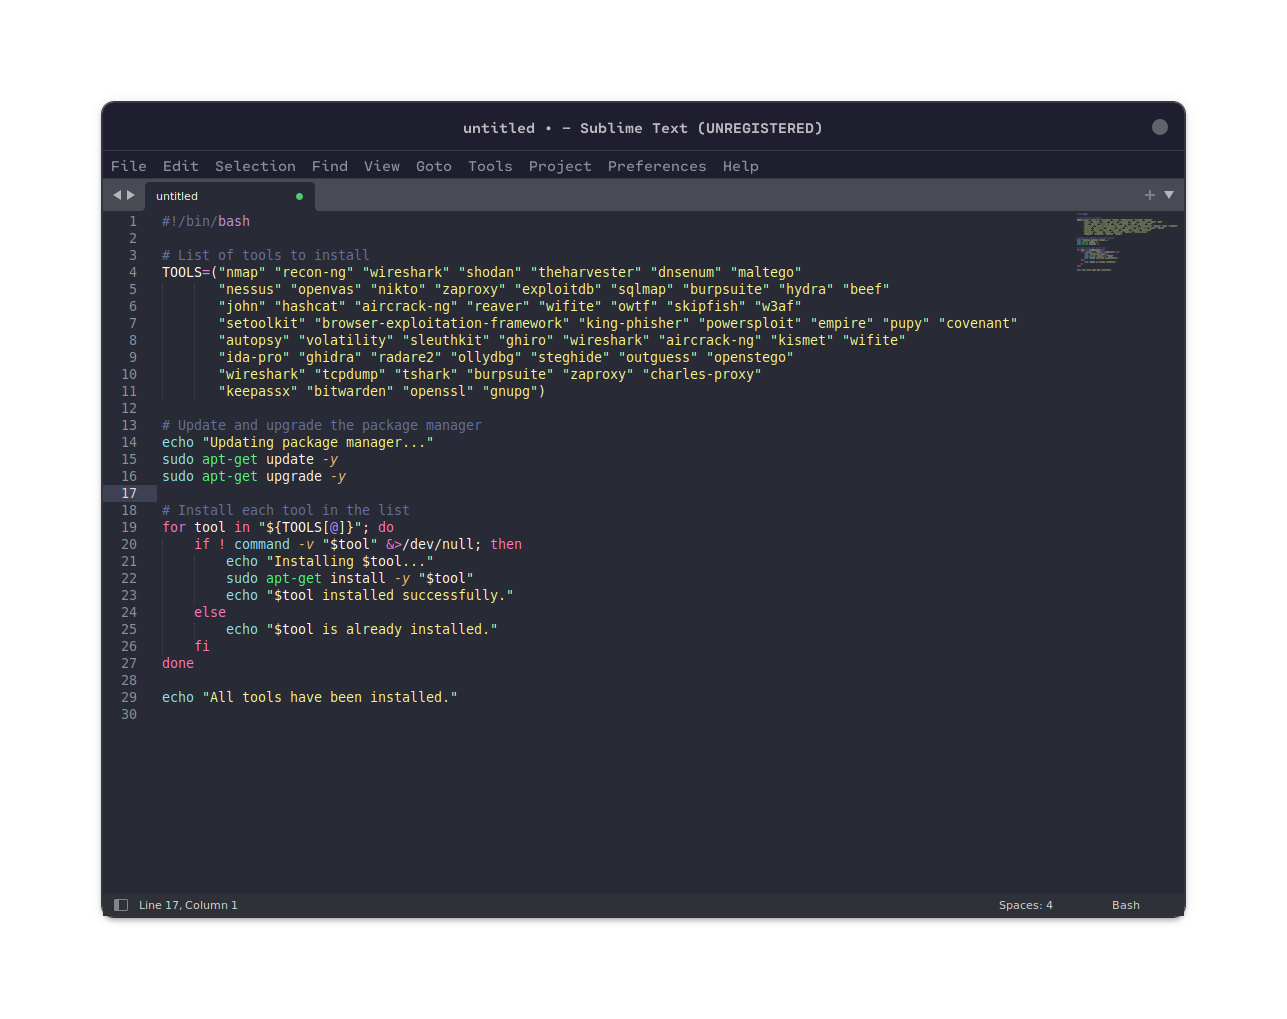 untitled • - Sublime Text (UNREGISTERED)
File Edit Selection Find View Goto Tools Project Preferences Help
untitled
1 #!/bin/bash
2
3 # List of tools to install
4 TOOLS=("nmap" "recon-ng" "wireshark" "shodan" "theharvester" "dnsenum" "maltego"
5 "nessus" "openvas" "nikto" "zaproxy" "exploitdb" "sqlmap" "burpsuite" "hydra" "beef"
6 "john" "hashcat" "aircrack-ng" "reaver" "wifite" "owtf" "skipfish" "w3af"
7 "setoolkit" "browser-exploitation-framework" "king-phisher" "powersploit" "empire" "pupy" "covenant"
8 "autopsy" "volatility" "sleuthkit" "ghiro" "wireshark" "aircrack-ng" "kismet" "wifite"
9 "ida-pro" "ghidra" "radare2" "ollydbg" "steghide" "outguess" "openstego"
10 "wireshark" "tcpdump" "tshark" "burpsuite" "zaproxy" "charles-proxy"
11 "keepassx" "bitwarden" "openssl" "gnupg")
12
13 # Update and upgrade the package manager
14 echo "Updating package manager..."
15 sudo apt-get update -y
16 sudo apt-get upgrade -y
17
18 # Install each tool in the list
19 for tool in "${TOOLS[@]}"; do
20 if ! command -v "$tool" &>/dev/null; then
21 echo "Installing $tool..."
22 sudo apt-get install -y "$tool"
23 echo "$tool installed successfully."
24 else
25 echo "$tool is already installed."
26 fi
27 done
28
29 echo "All tools have been installed."
30
Line 17, Column 1 Spaces: 4 Bash